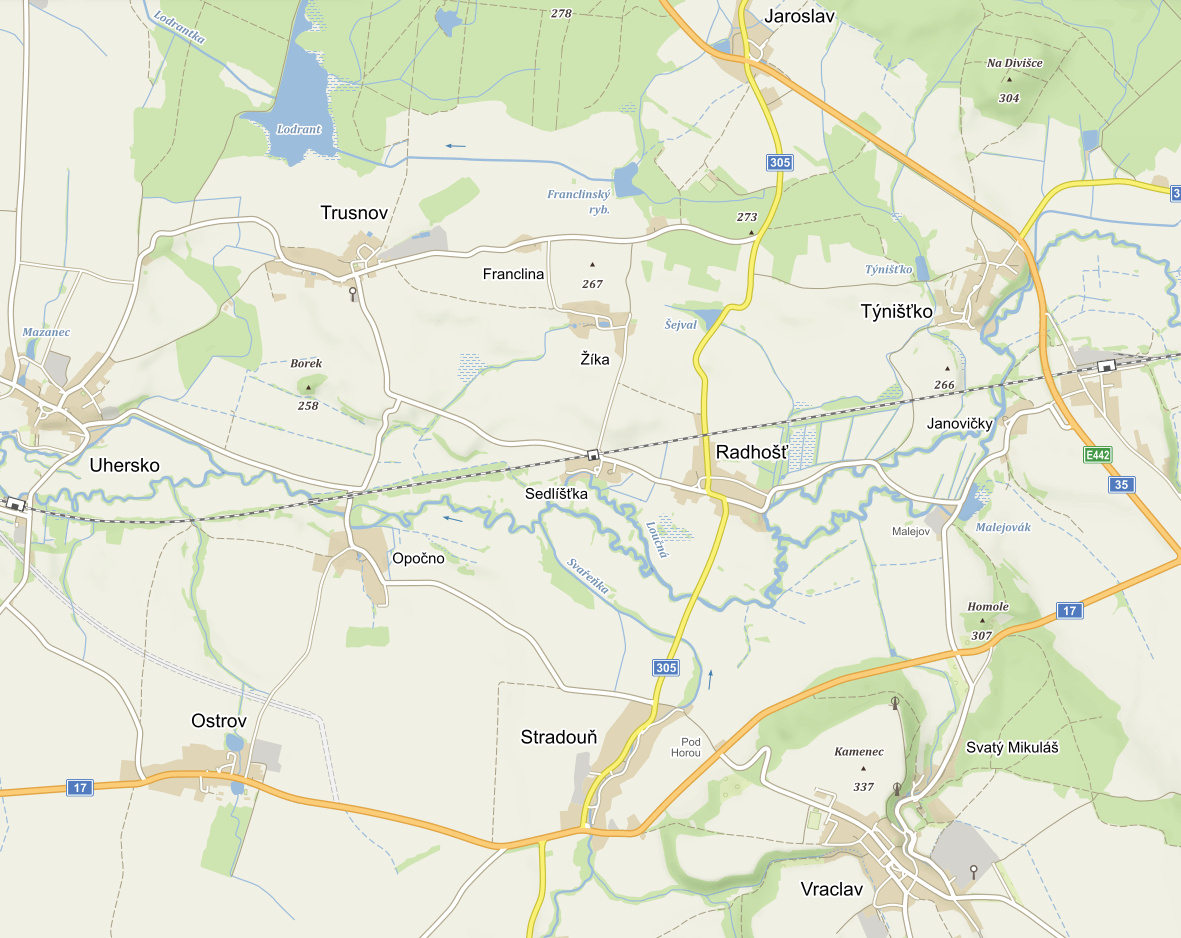 Lodrantka
278
Jaroslav
Na Divišce
304
Lodrant
305
Franclinský
ryb.
Trusnov
273
3
Franclina
267
Týnišťko
Týnišťko
Mazanec
Šejval
Borek
258
Žíka
266
Janovičky
Uhersko
Radhošť
E442
35
Sedlíšťka
Loučná
Malejov
Malejovák
Opočno
Svařeňka
Homole
307
17
305
Ostrov
Stradouň
Pod
Horou
Kamenec
337
Svatý Mikuláš
17
Vraclav